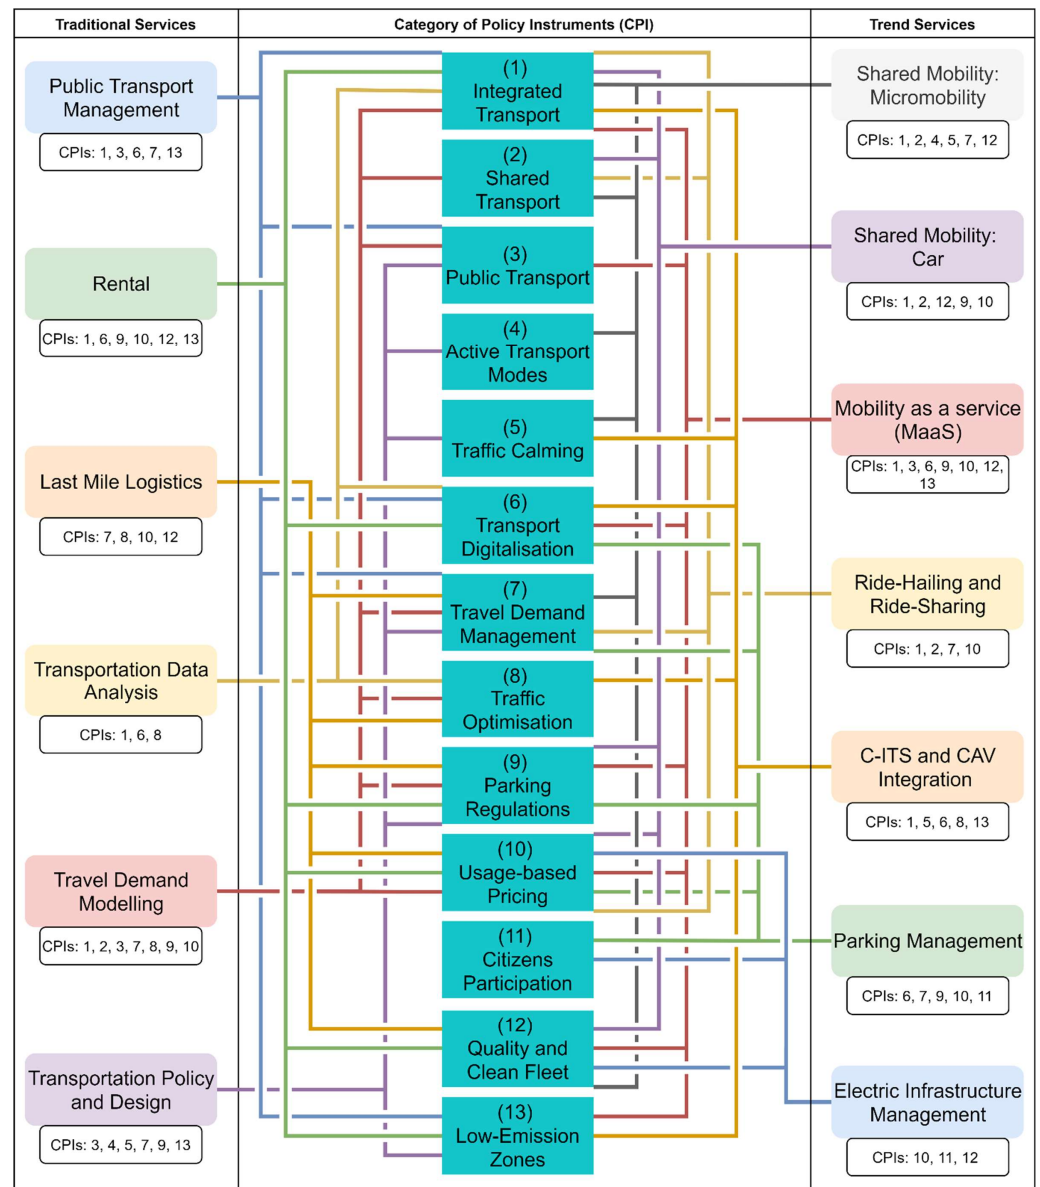 Traditional Services
Category of Policy Instruments (CPI)
Trend Services
Public Transport
Management
CPIs: 1, 3, 6, 7, 13
Rental
CPIs: 1, 6, 9, 10, 12, 13
Last Mile Logistics
CPIs: 7, 8, 10, 12
Transportation Data
Analysis
CPIs: 1, 6, 8
Travel Demand
Modelling
CPIs: 1, 2, 3, 7, 8, 9, 10
Transportation Policy
and Design
CPIs: 3, 4, 5, 7, 9, 13
(1)
Integrated
Transport
(2)
Shared
Transport
(3)
Public Transport
(4)
Active Transport
Modes
(5)
Traffic Calming
(6)
Transport
Digitalisation
(7)
Travel Demand
Management
(8)
Traffic
Optimisation
(9)
Parking
Regulations
(10)
Usage-based
Pricing
(11)
Citizens
Participation
(12)
Quality and
Clean Fleet
(13)
Low-Emission
Zones
Shared Mobility:
Micromobility
CPIs: 1, 2, 4, 5, 7, 12
Shared Mobility:
Car
CPIs: 1, 2, 12, 9, 10
Mobility as a service
(MaaS)
CPIs: 1, 3, 6, 9, 10, 12,
13
Ride-Hailing and
Ride-Sharing
CPIs: 1, 2, 7, 10
C-ITS and CAV
Integration
CPIs: 1, 5, 6, 8, 13
Parking Management
CPIs: 6, 7, 9, 10, 11
Electric Infrastructure
Management
CPIs: 10, 11, 12